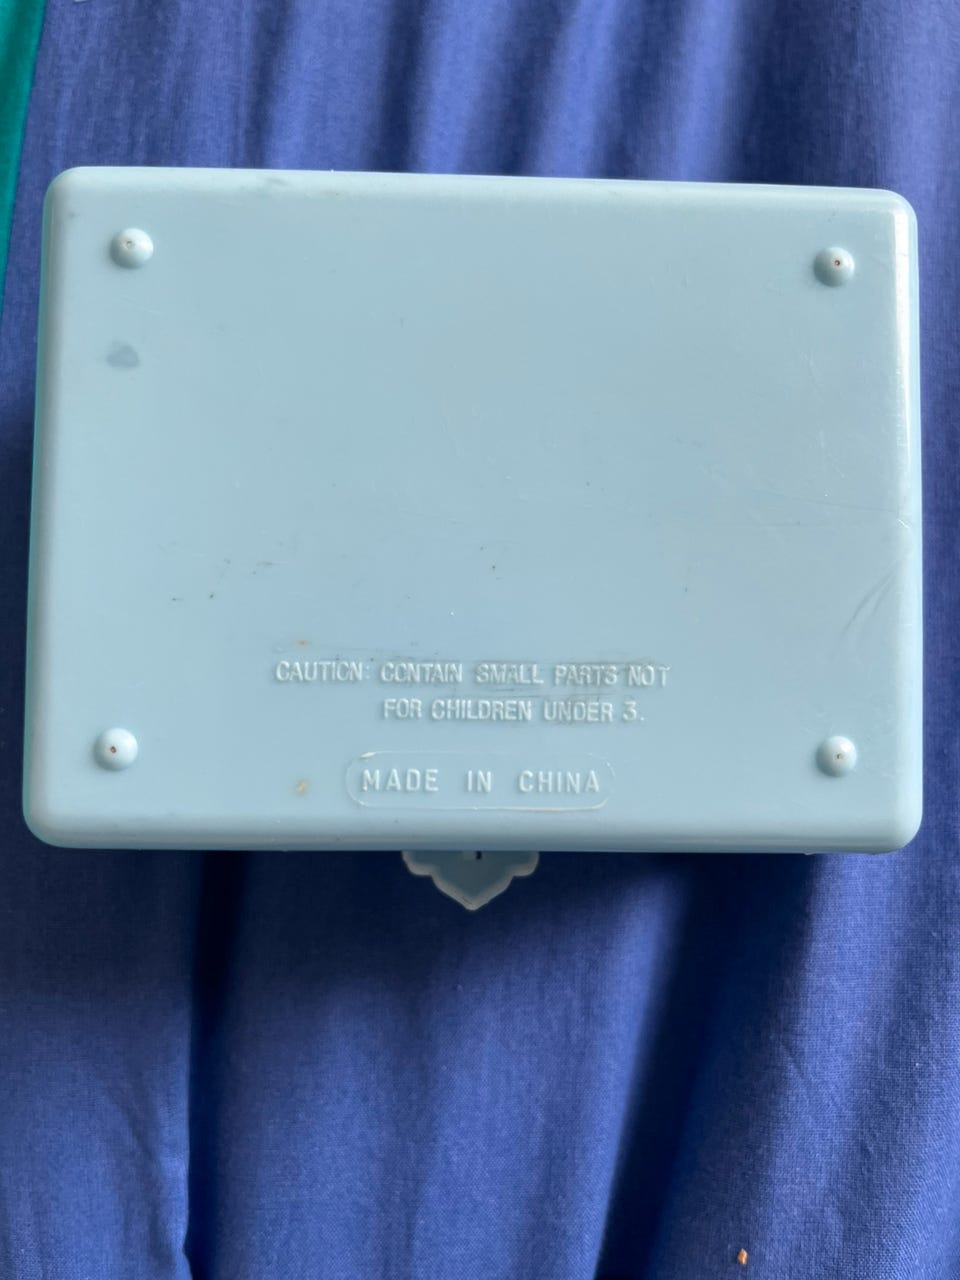 CAUTION: CONTAIN SMALL PARTS NOT
FOR CHILDREN UNDER 3.
MADE IN CHINA